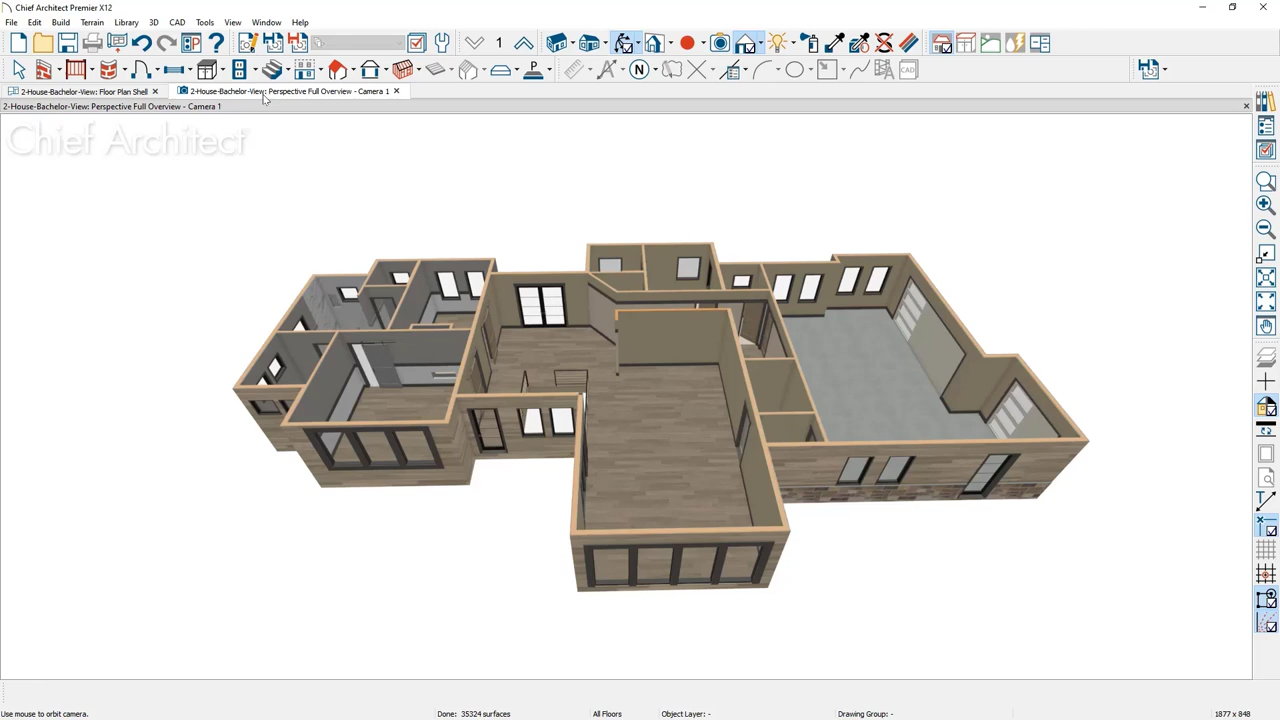 Chief Architect Premier X12
File Edit Build Terrain Library 3D CAD Tools View Window Help
1
N A P CAD
2-House-Bachelor-View: Floor Plan Shell 2-House-Bachelor-View: Perspective Full Overview - Camera 1
2-House-Bachelor-View: Perspective Full Overview - Camera 1
Chief Architect
Use mouse to orbit camera. Done: 35324 surfaces All Floors Object Layer: - Drawing Group: - 1877 x 848